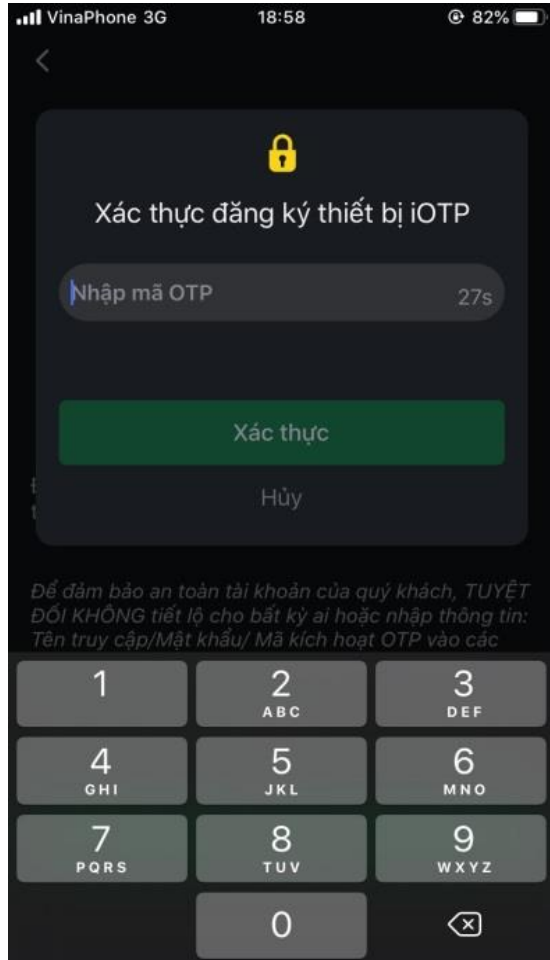 VinaPhone 3G 18:58 82%
Xác thực đăng ký thiết bị iOTP
Nhập mã OTP 27s
Xác thực
Hủy
Để đảm bảo an toàn tài khoản của quý khách, TUYỆT
ĐỐI KHÔNG tiết lộ cho bất kỳ ai hoặc nhập thông tin:
Tên truy cập/Mật khẩu/ Mã kích hoạt OTP vào các
1 2 3
ABC DEF
4 5 6
GHI JKL MNO
7 8 9
PQRS TUV WXYZ
0